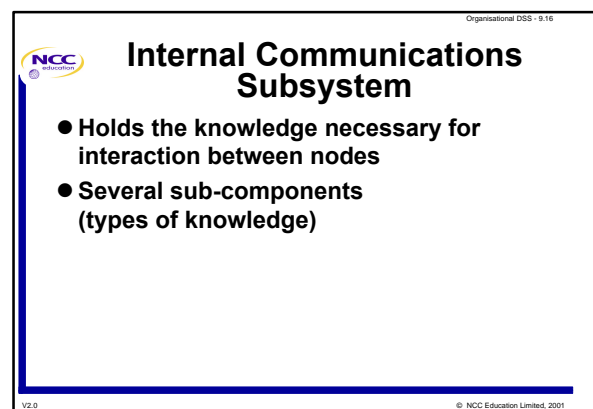 Organisational DSS - 9.16
NCC
education
Internal Communications
Subsystem
● Holds the knowledge necessary for
interaction between nodes
● Several sub-components
(types of knowledge)
V2.0
© NCC Education Limited, 2001